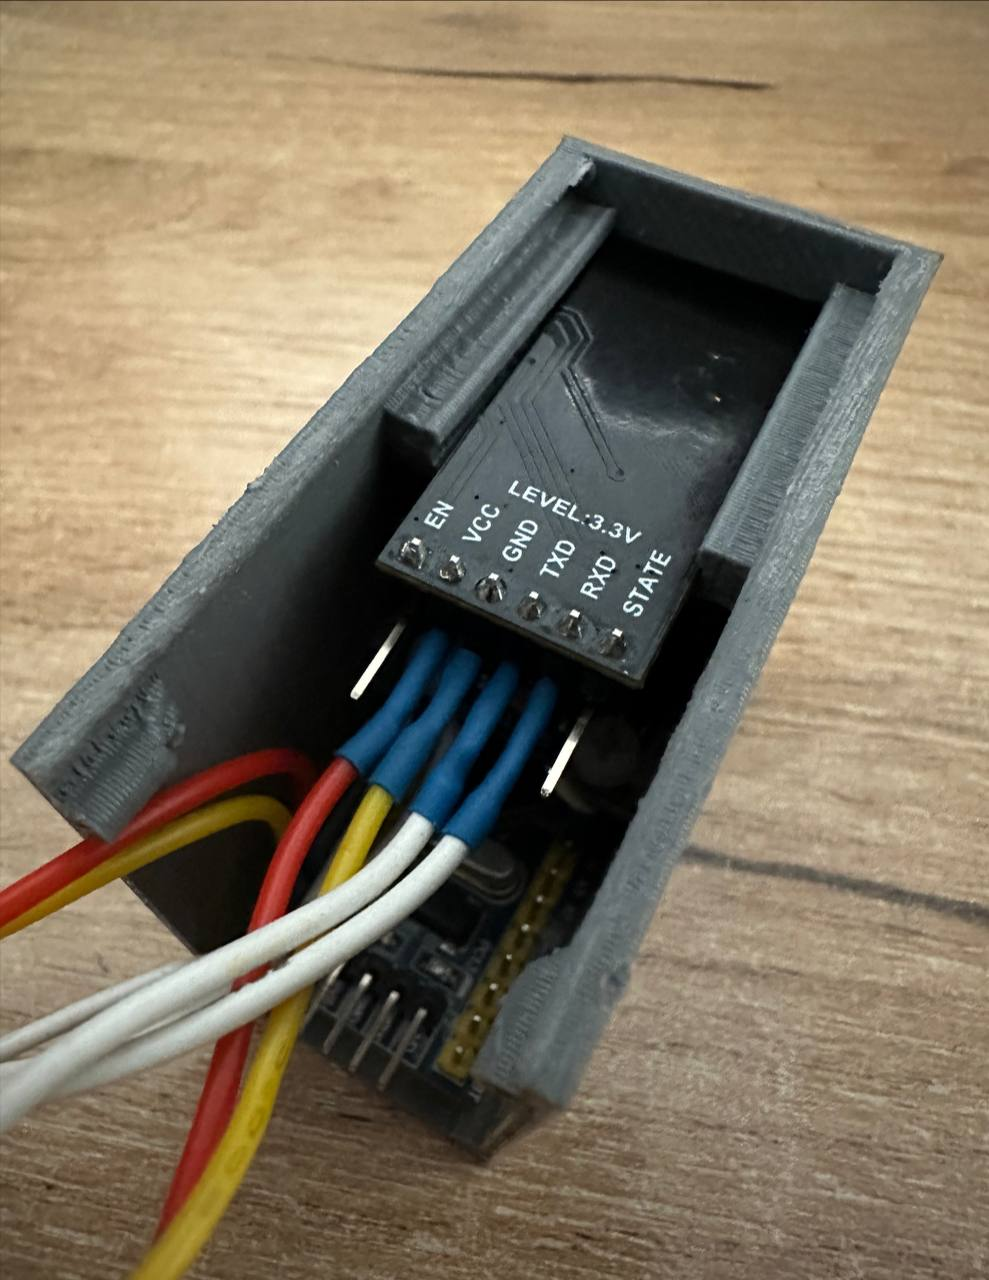 LEVEL:3.3V
EN
VCC
GND
TXD
RXD
STATE